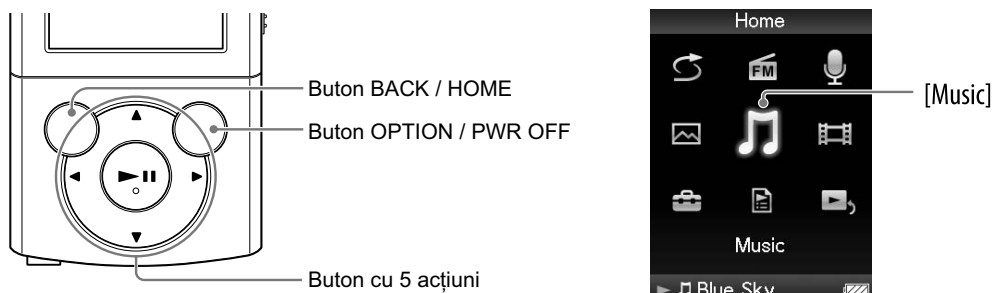 Buton BACK / HOME
Buton OPTION / PWR OFF
Buton cu 5 acțiuni
Home
FM
[Music]
Music
Blue Sky